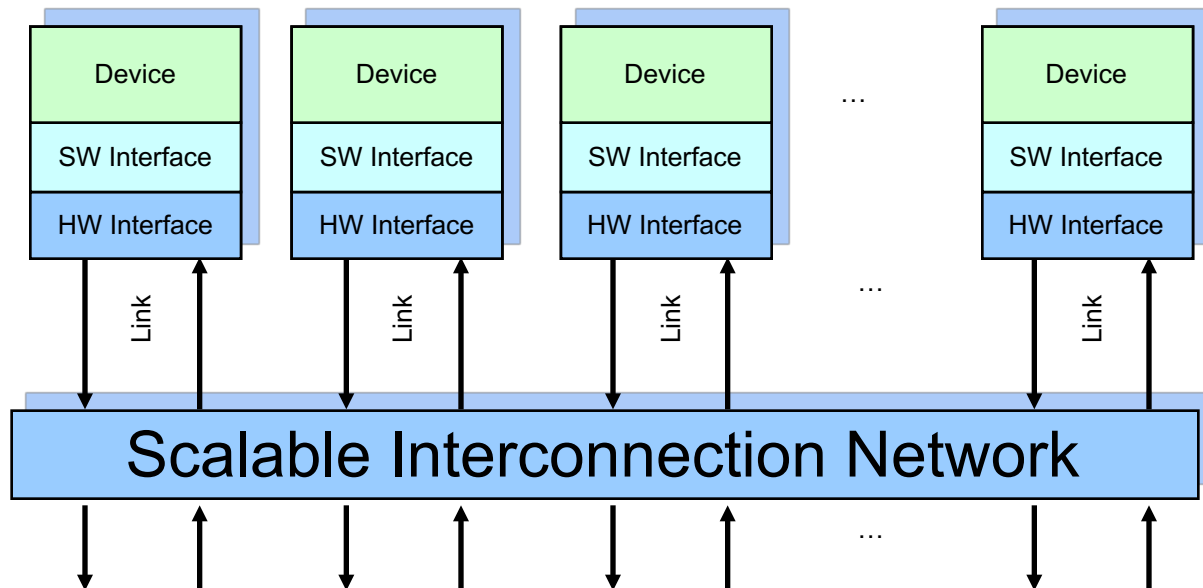 Device
Device
Device
Device
...
SW Interface
SW Interface
SW Interface
SW Interface
HW Interface
HW Interface
HW Interface
HW Interface
Link
Link
Link
...
Link
Scalable Interconnection Network
...